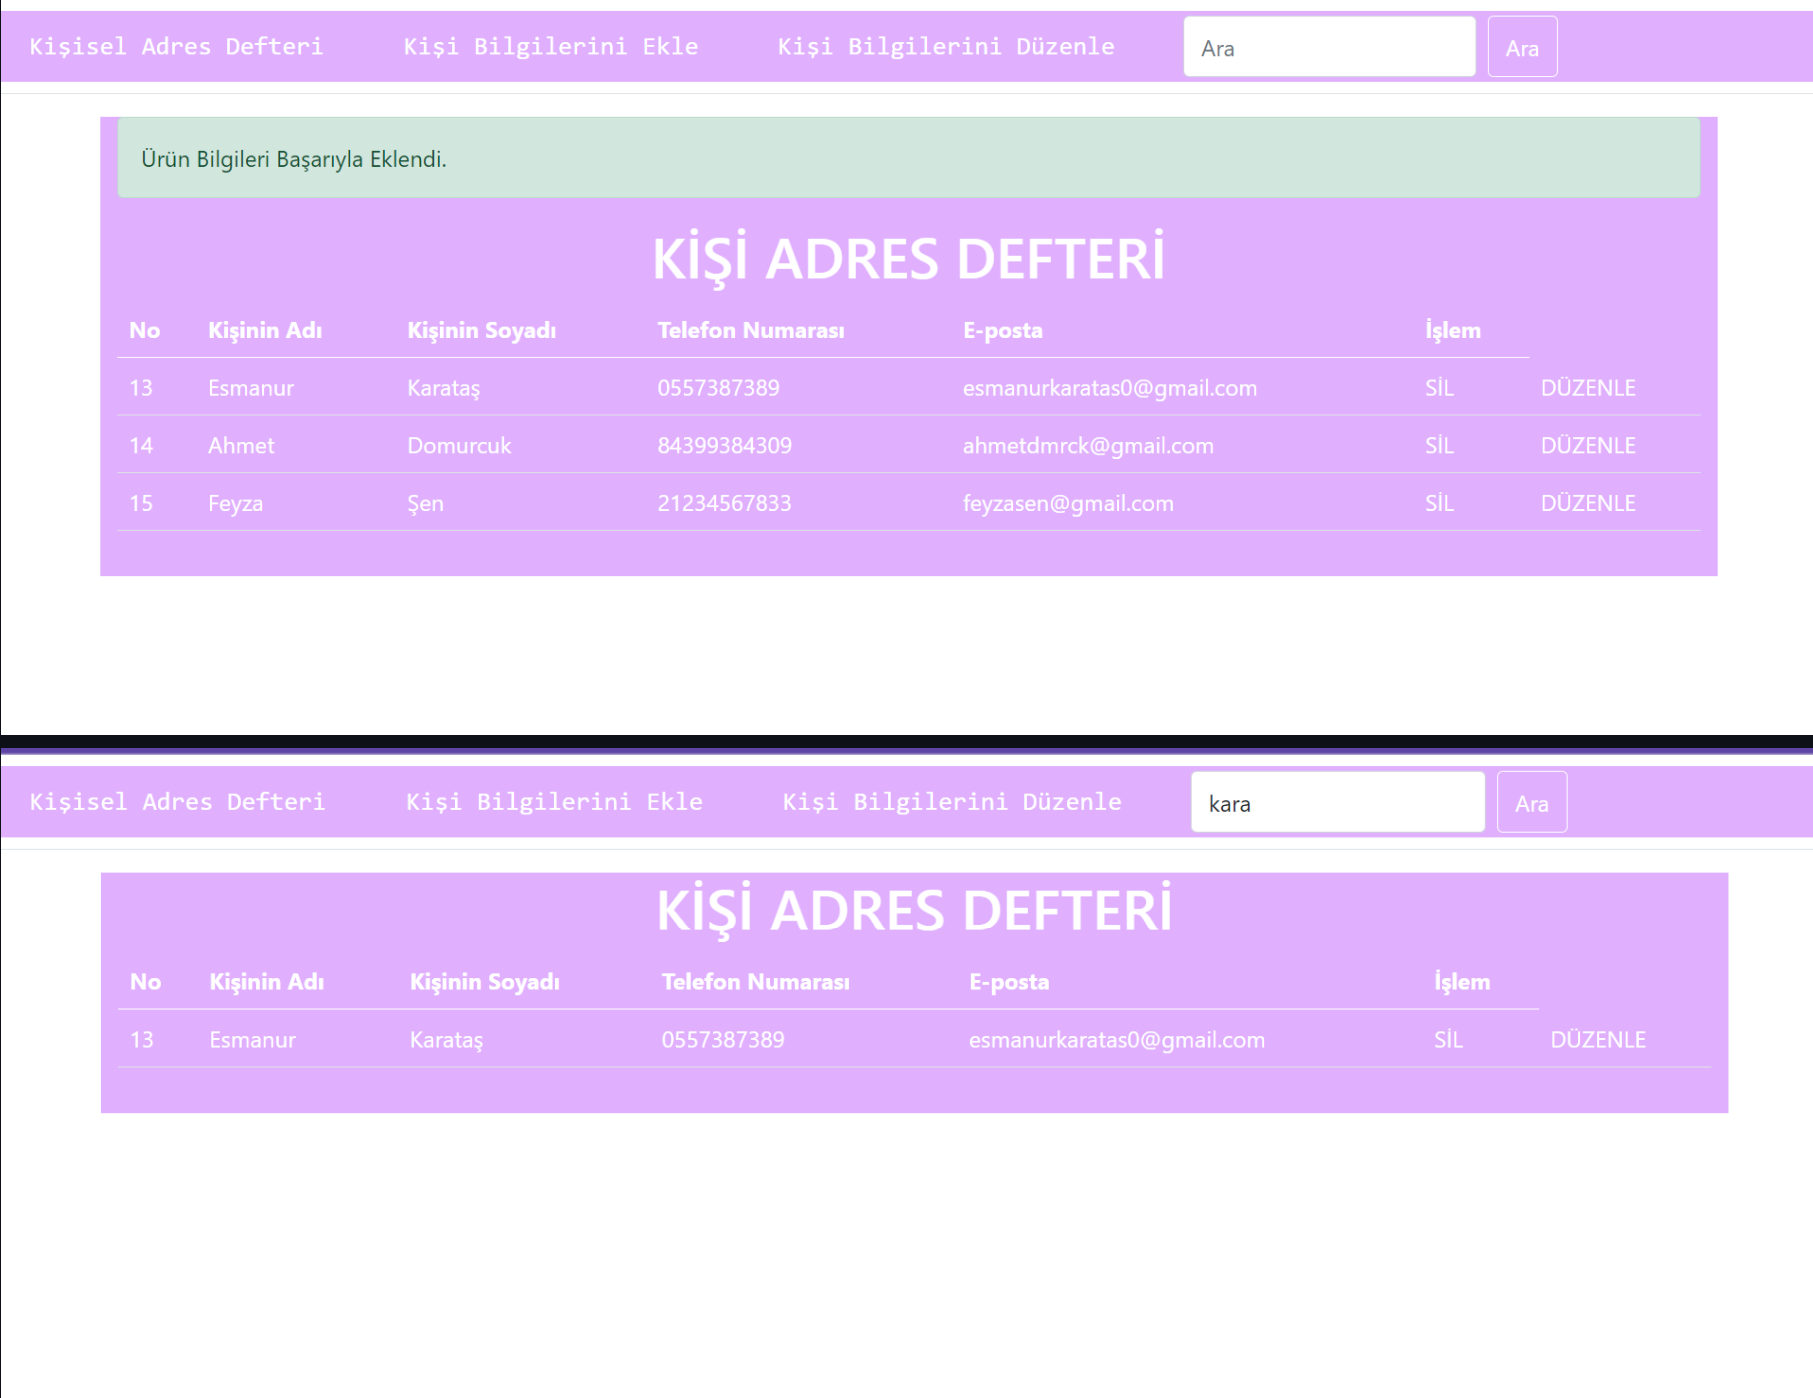 Kişisel Adres Defteri Kişi Bilgilerini Ekle Kişi Bilgilerini Düzenle Ara Ara
Ürün Bilgileri Başarıyla Eklendi.
KİŞİ ADRES DEFTERİ
No Kişinin Adı Kişinin Soyadı Telefon Numarası E-posta İşlem
13 Esmanur Karataş 0557387389 esmanurkaratas0@gmail.com SİL DÜZENLE
14 Ahmet Domurcuk 84399384309 ahmetdmrck@gmail.com SİL DÜZENLE
15 Feyza Şen 21234567833 feyzasen@gmail.com SİL DÜZENLE
Kişisel Adres Defteri Kişi Bilgilerini Ekle Kişi Bilgilerini Düzenle kara Ara
KİŞİ ADRES DEFTERİ
No Kişinin Adı Kişinin Soyadı Telefon Numarası E-posta İşlem
13 Esmanur Karataş 0557387389 esmanurkaratas0@gmail.com SİL DÜZENLE